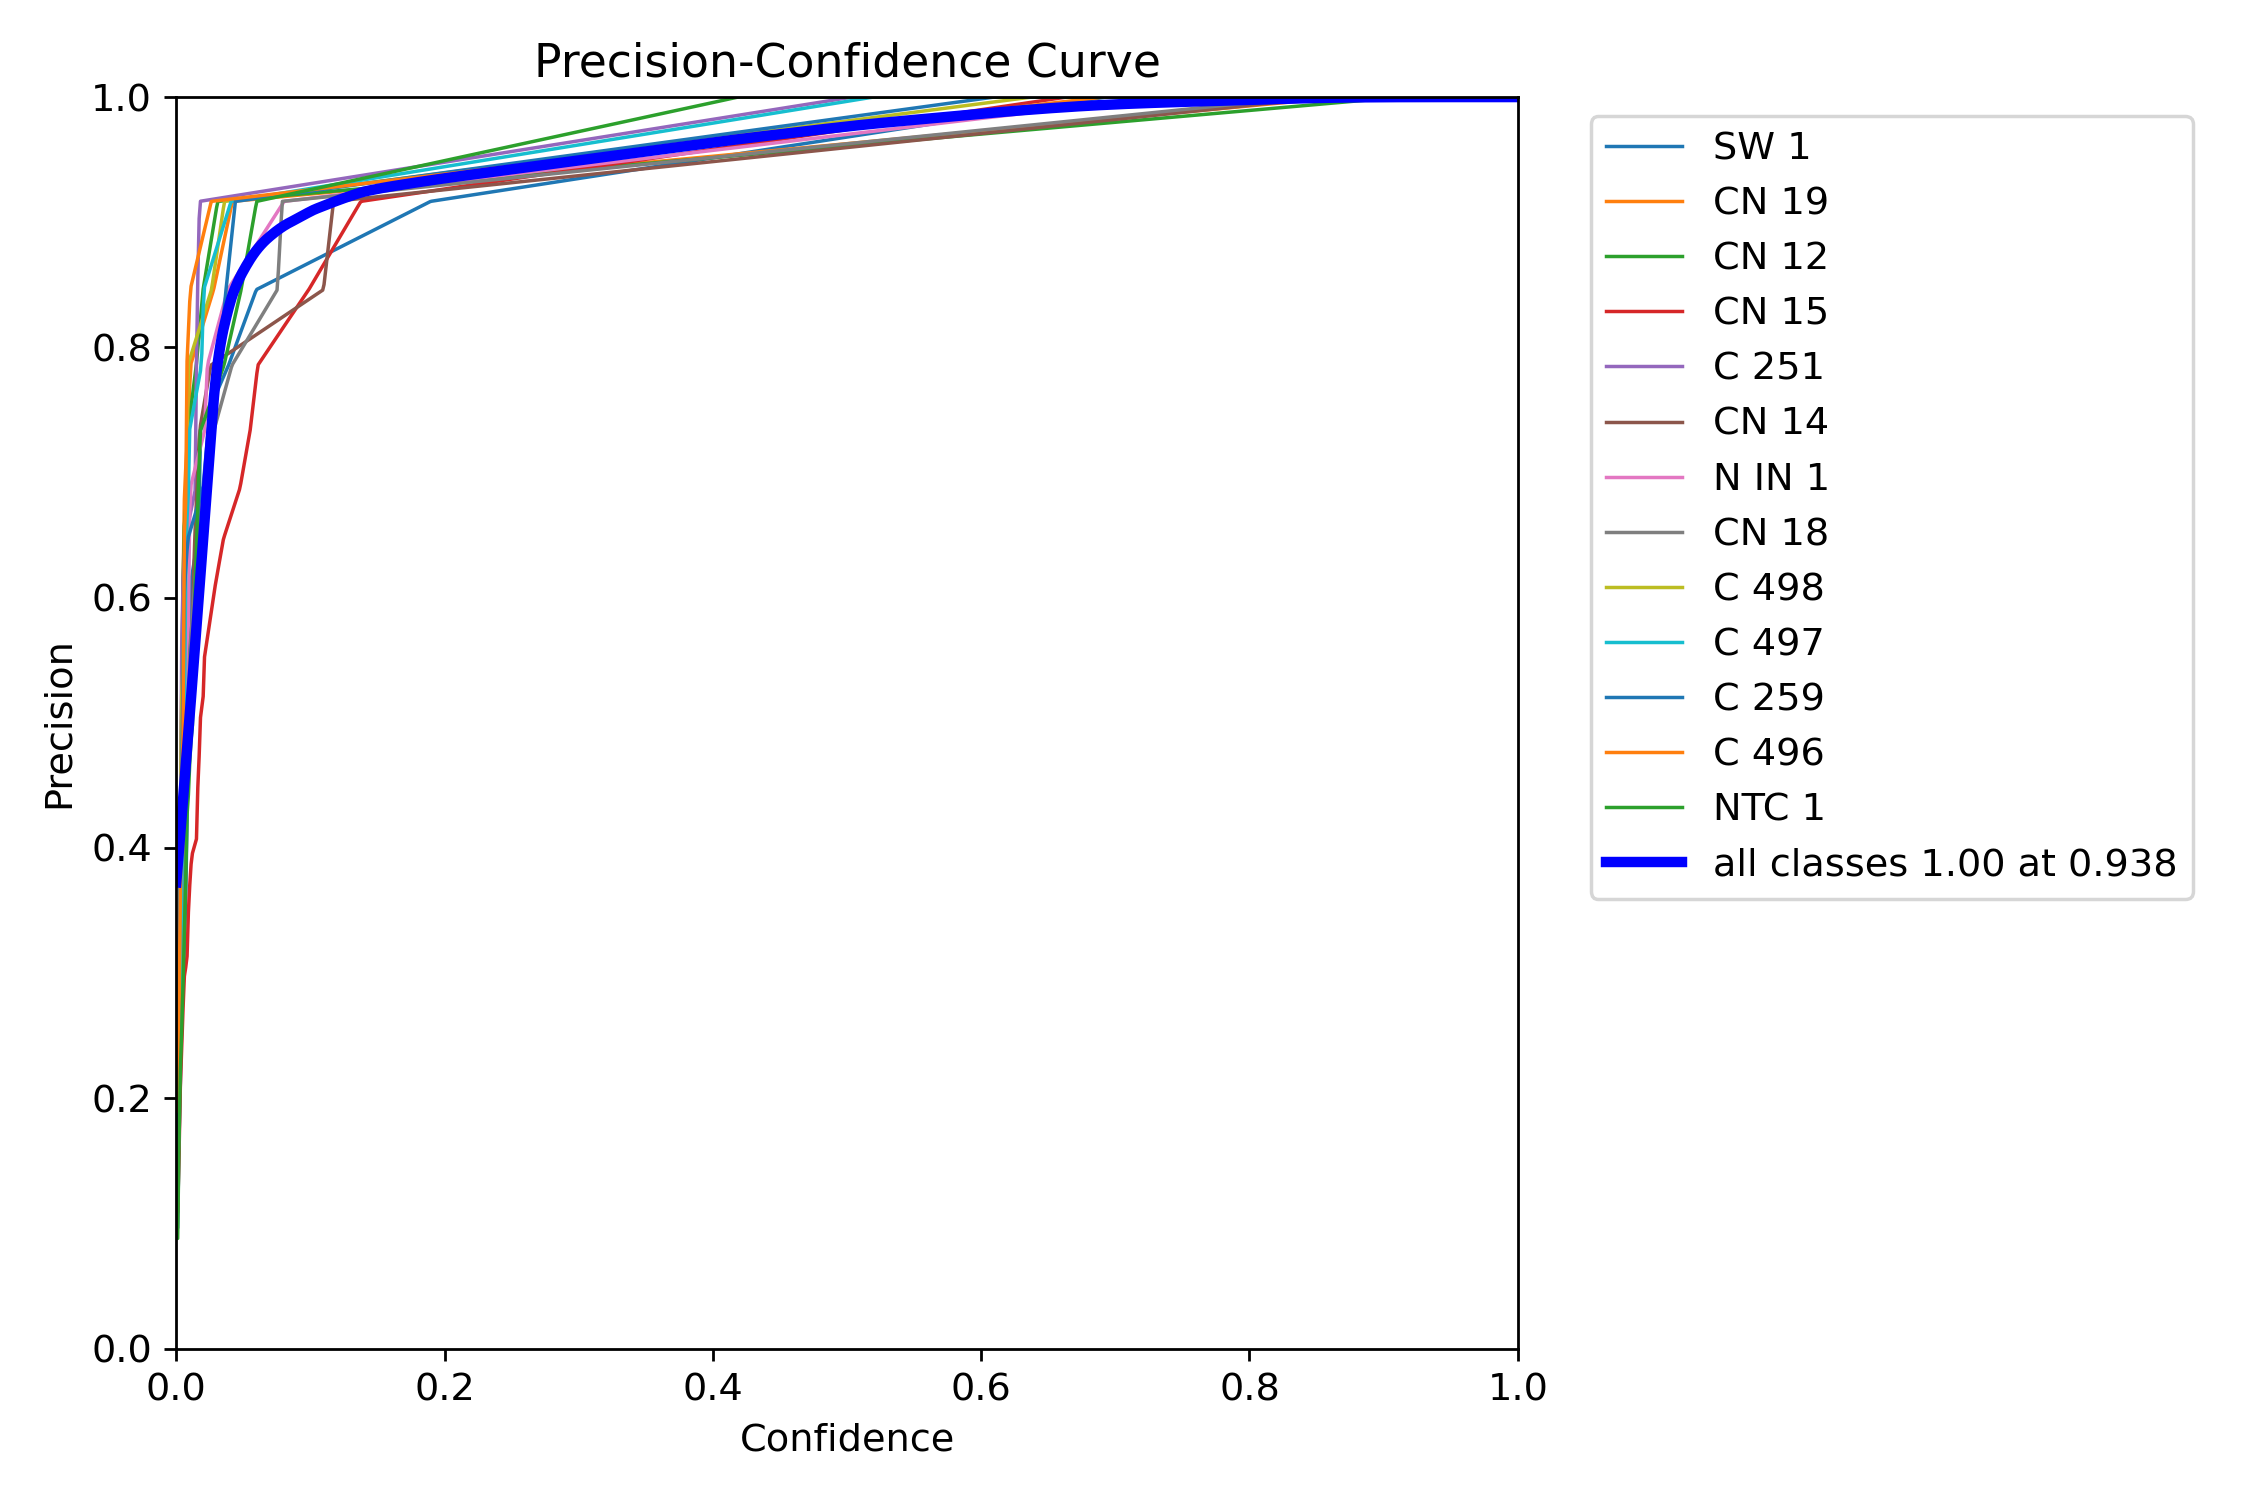 Precision-Confidence Curve
1.0
0.8
0.6
0.4
0.2
0.0
Precision
0.0 0.2 0.4 0.6 0.8 1.0
Confidence
SW 1
CN 19
CN 12
CN 15
C 251
CN 14
N IN 1
CN 18
C 498
C 497
C 259
C 496
NTC 1
all classes 1.00 at 0.938